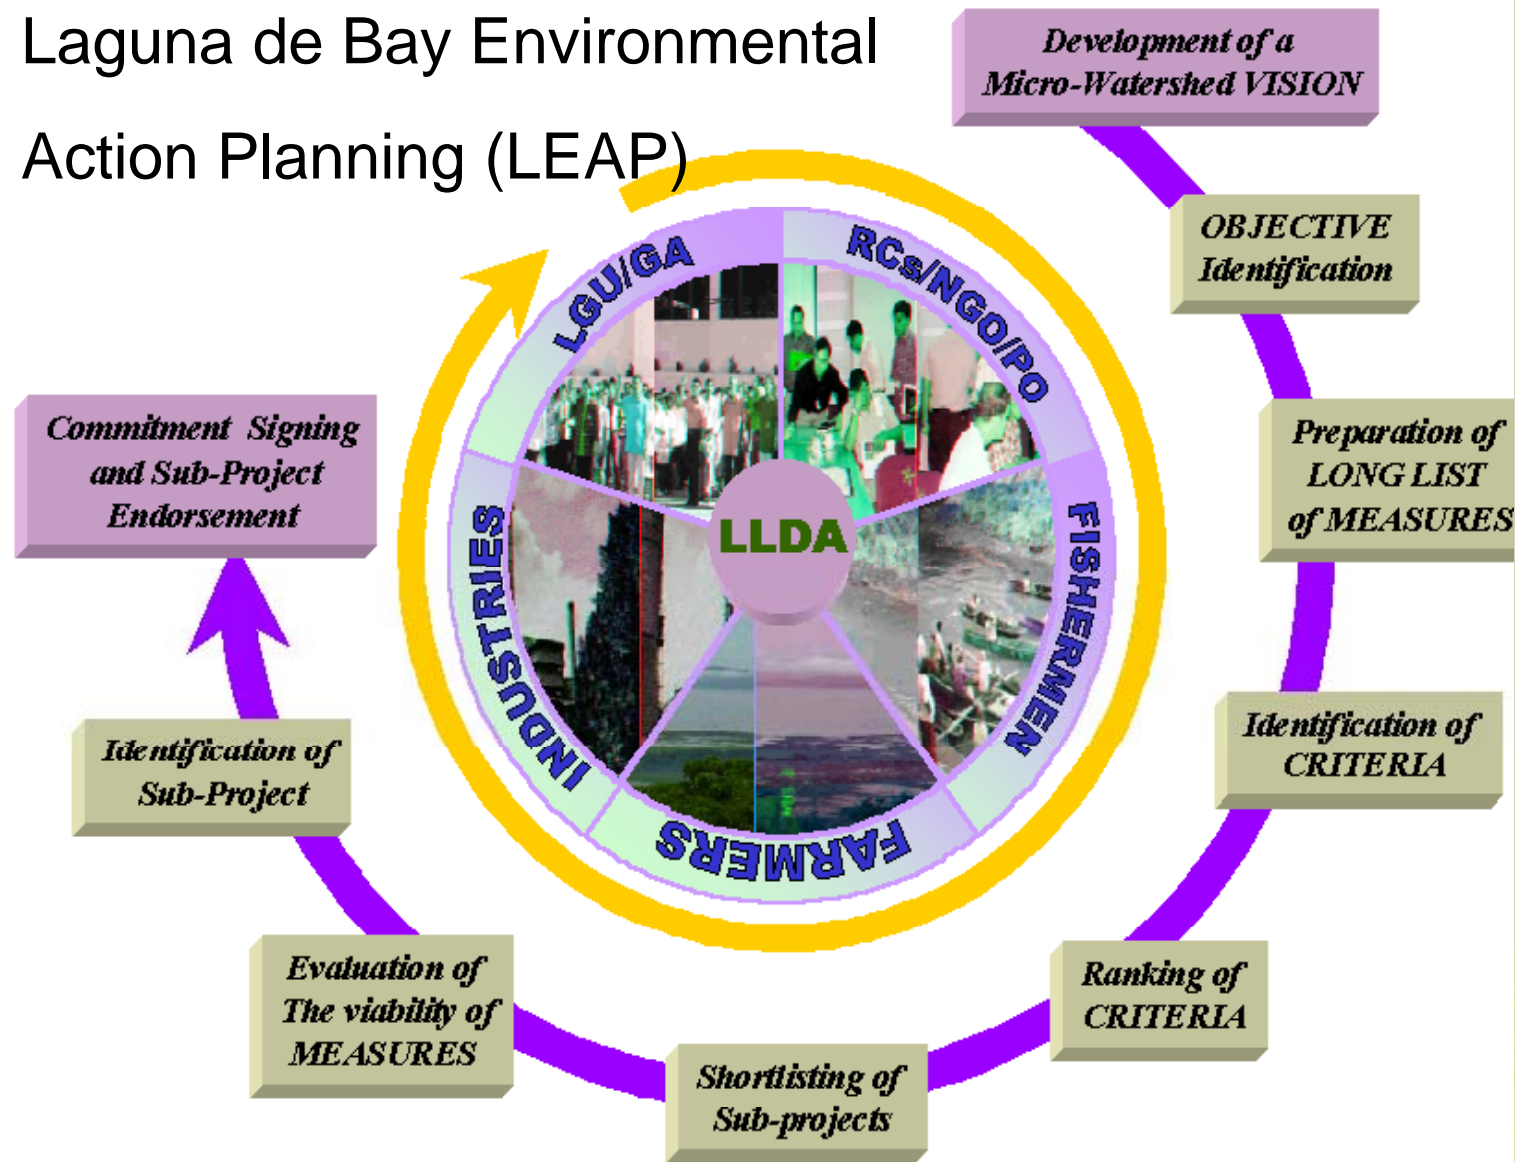 Laguna de Bay Environmental
Action Planning (LEAP)
Development of a
Micro-Watershed VISION
OBJECTIVE
Identification
Preparation of
LONG LIST
of MEASURES
Identification of
CRITERIA
Ranking of
CRITERIA
Shortlisting of
Sub-projects
Evaluation of
The viability of
MEASURES
Identification of
Sub-Project
Commitment Signing
and Sub-Project
Endorsement
LGU/GA
RCs/NGO/PO
FISHERMEN
FARMERS
INDUSTRIES
LLDA